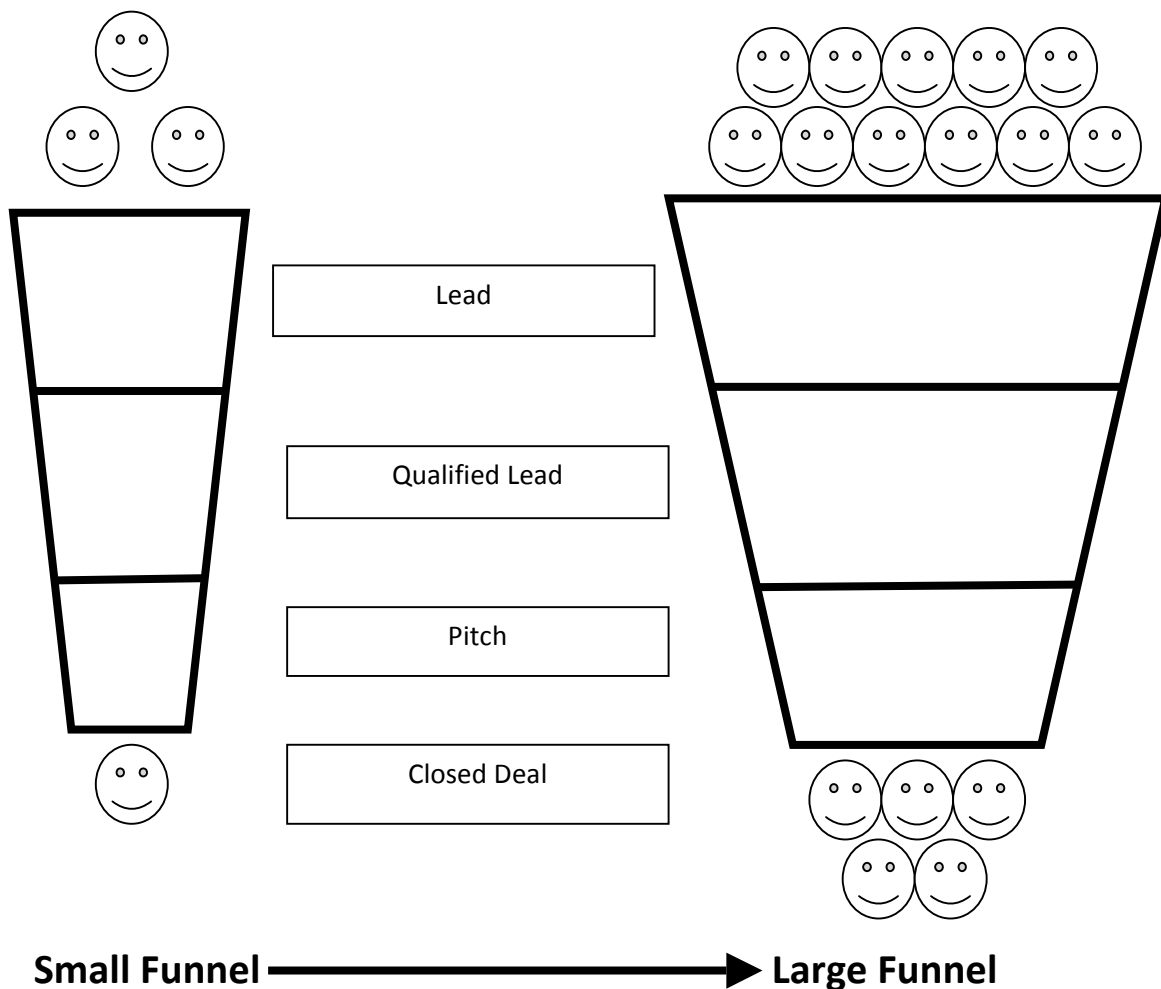 Lead
Qualified Lead
Pitch
Closed Deal
Small Funnel
Large Funnel